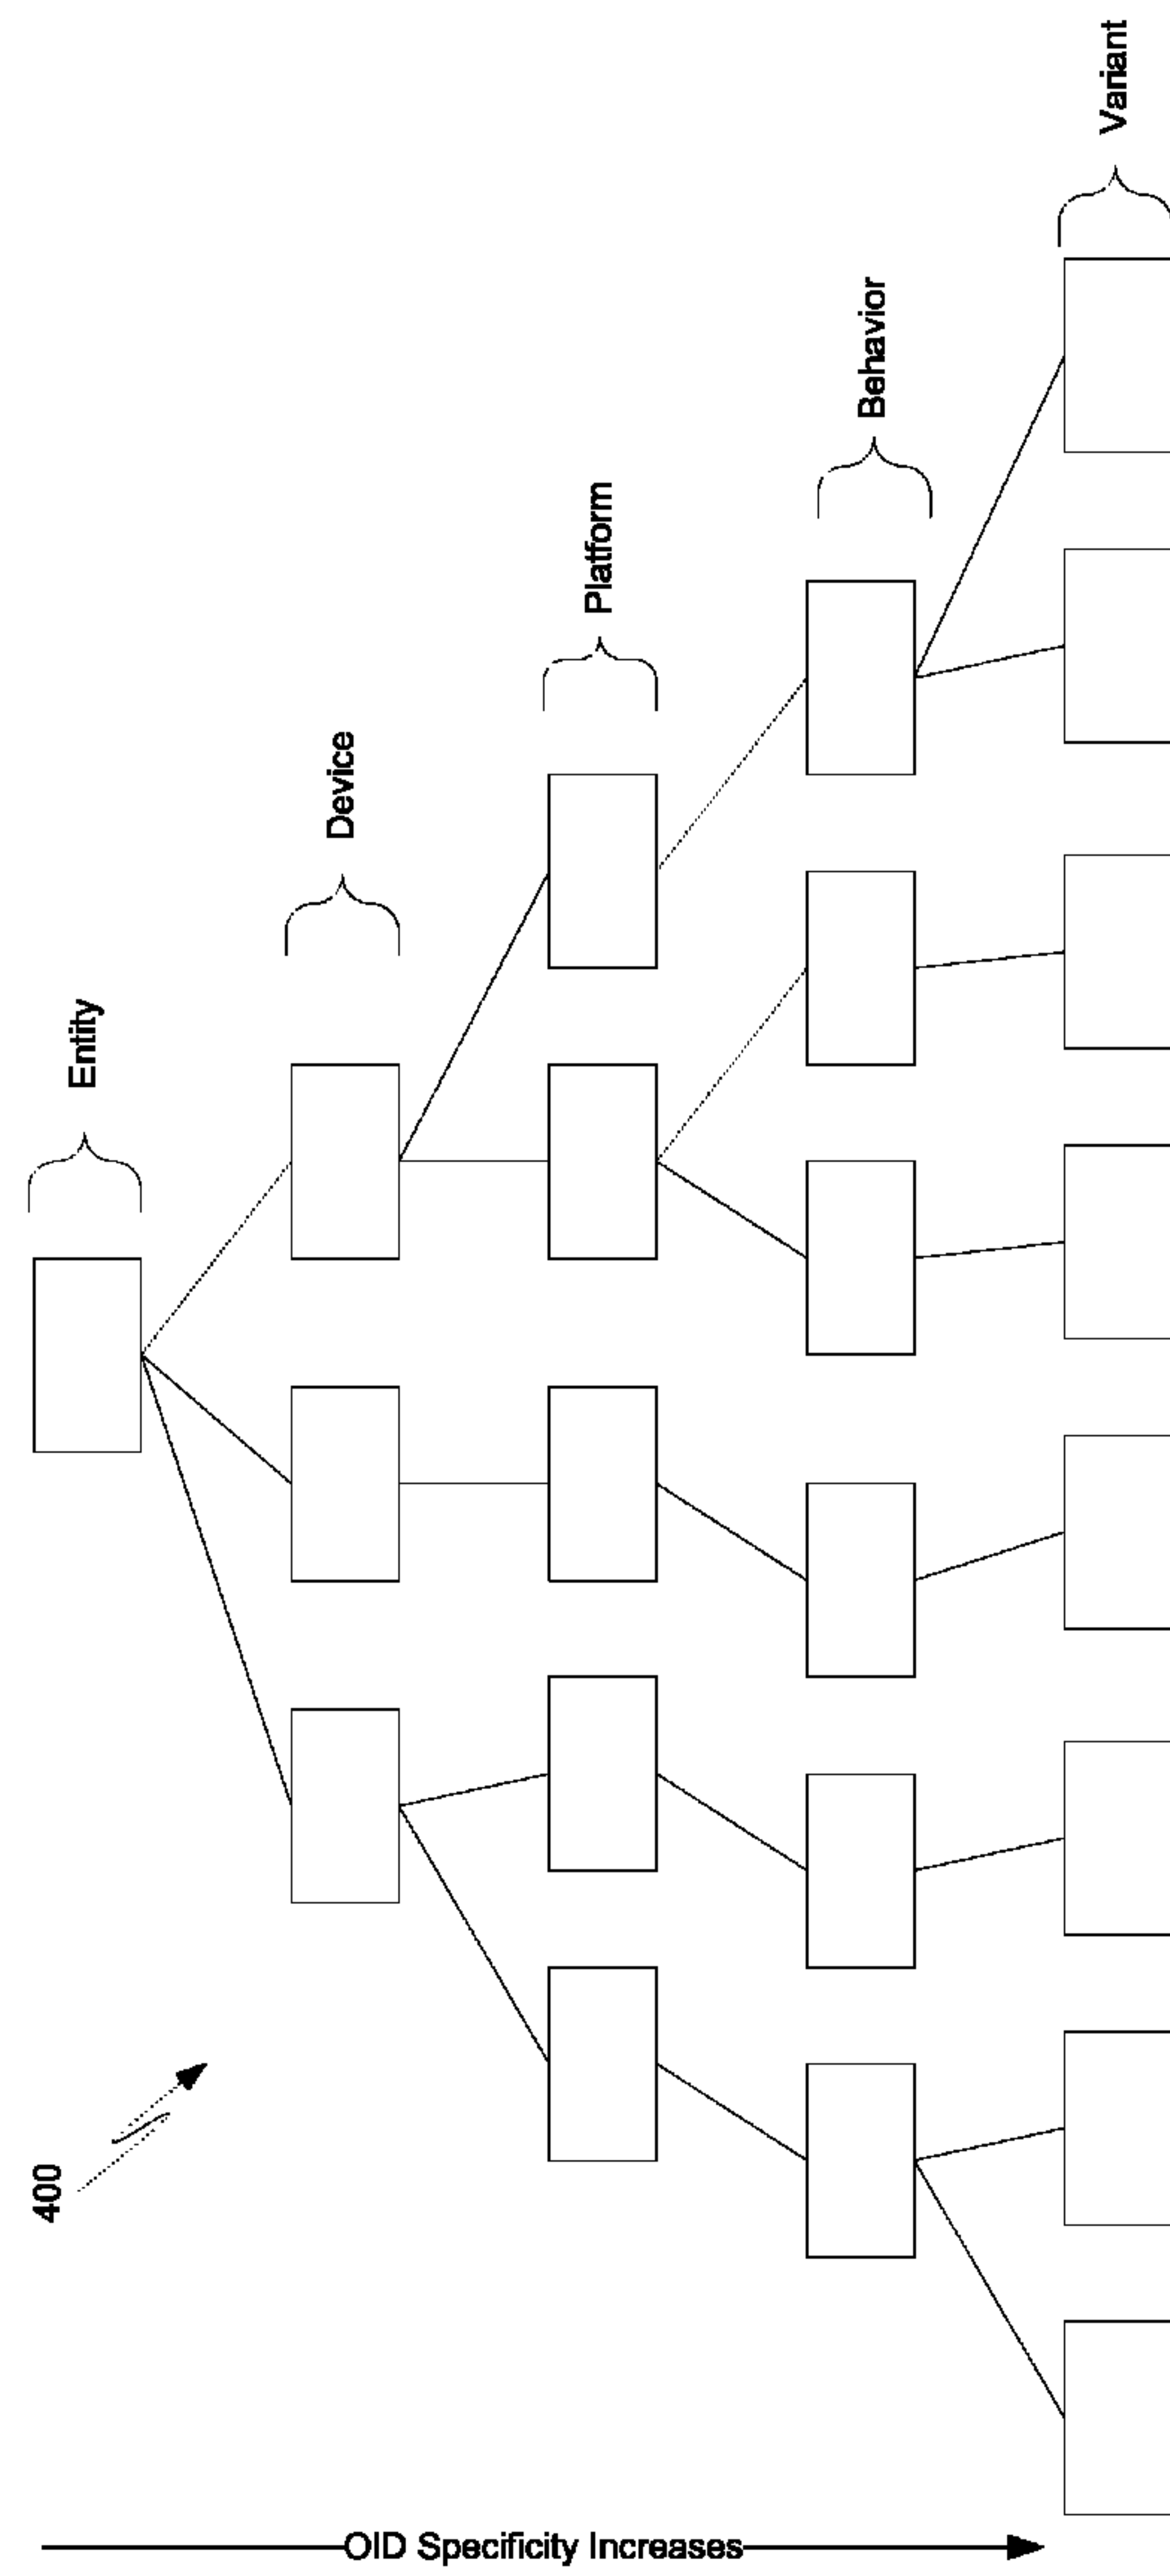 400
Entity
Device
Platform
Behavior
Variant
OID Specificity Increases